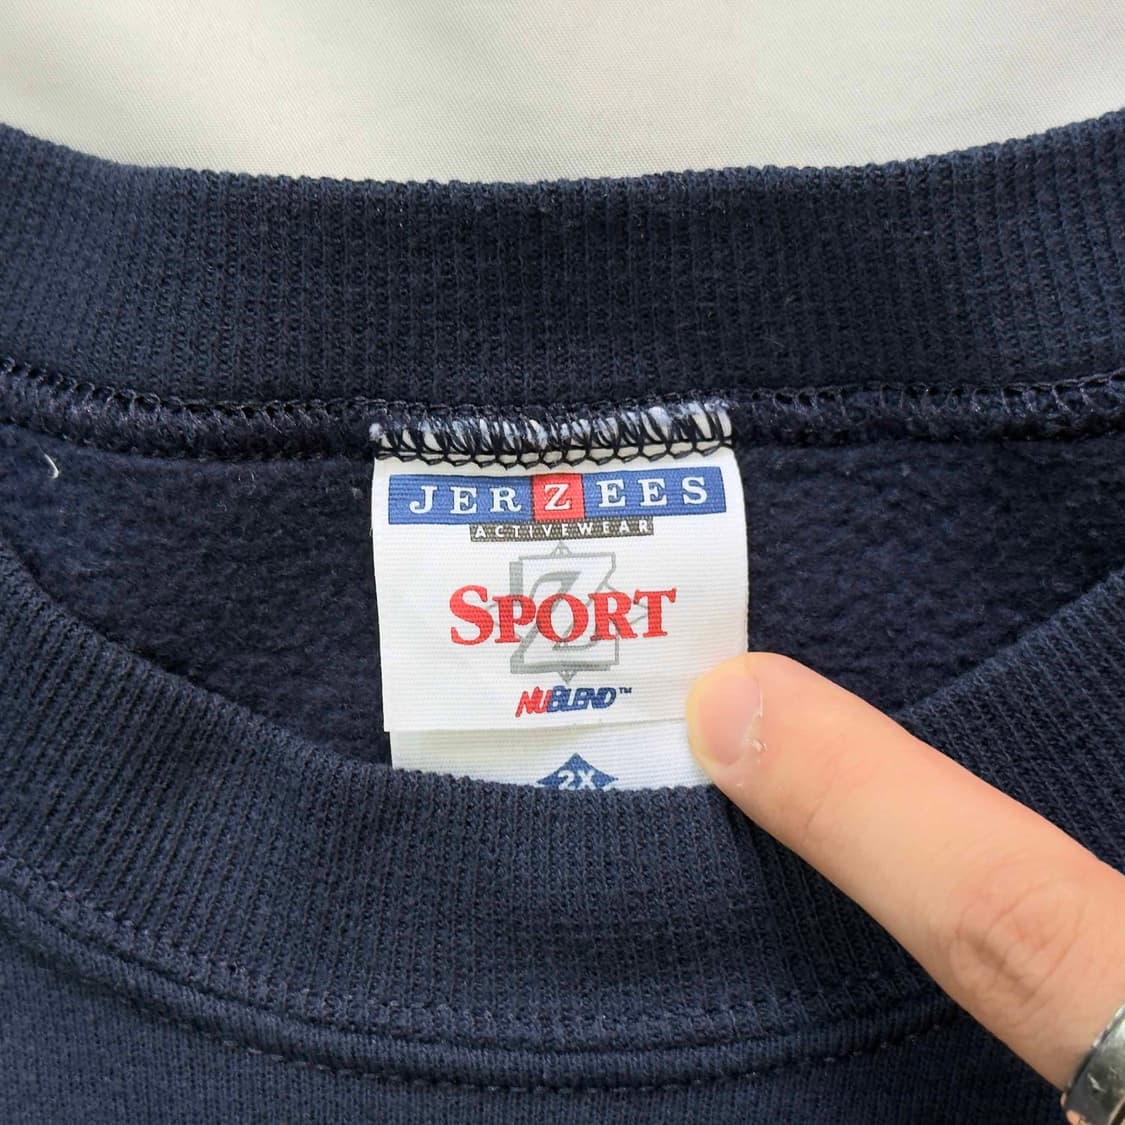 JERZEES
ACTIVEWEAR
SPORT
NUBLEND™
2X